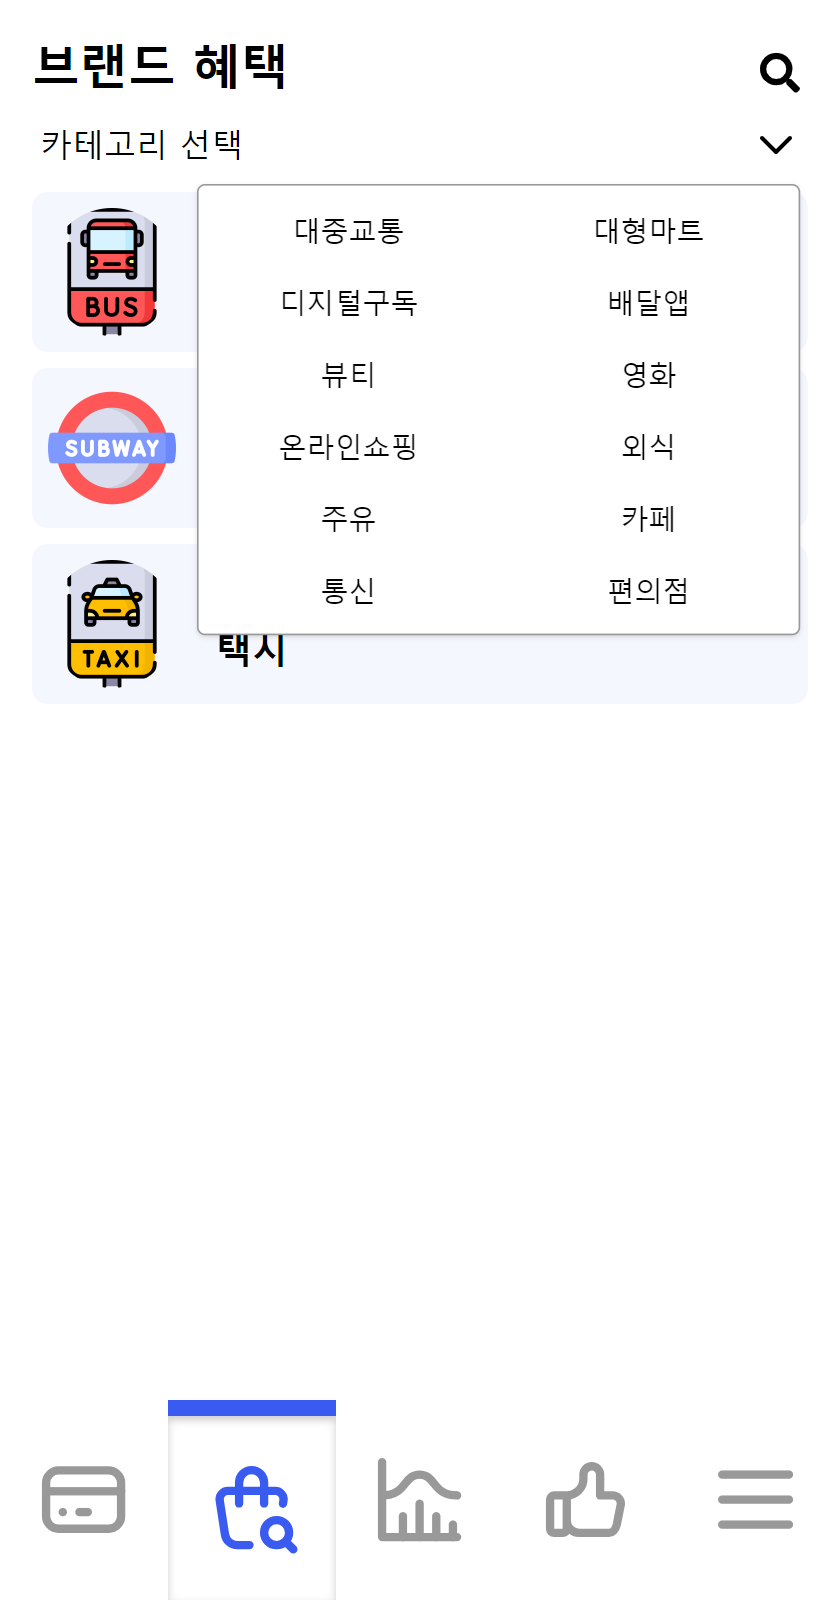 브랜드 혜택
카테고리 선택
대중교통 대형마트
BUS
디지털구독 배달앱
뷰티 영화
SUBWAY
온라인쇼핑 외식
주유 카페
통신 편의점
TAXI
택시